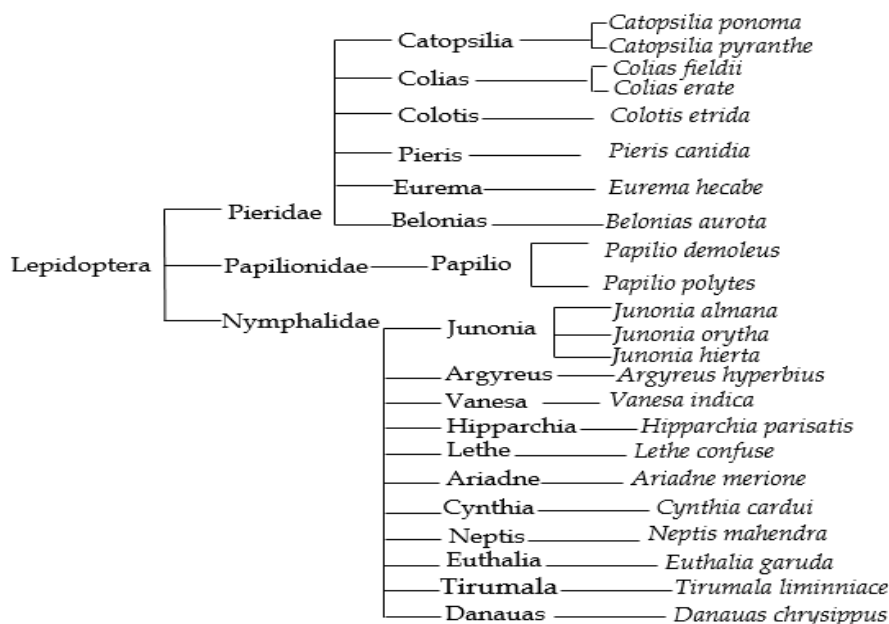 Catopsilia ponoma
Catopsilia
Catopsilia pyranthe
Colias fieldii
Colias
Colias erate
Colotis Colotis etrida
Pieris Pieris canidia
Eurema Eurema hecabe
Pieridae
Belonias Belonias aurota
Papilio demoleus
Lepidoptera Papilionidae Papilio
Papilio polytes
Junonia almana
Nymphalidae Junonia Junonia orytha
Junonia hierta
Argyreus Argyreus hyperbius
Vanesa Vanesa indica
Hipparchia Hipparchia parisatis
Lethe Lethe confuse
Ariadne Ariadne merione
Cynthia Cynthia cardui
Neptis Neptis mahendra
Euthalia Euthalia garuda
Tirumala Tirumala liminniace
Danauas Danauas chrysippus